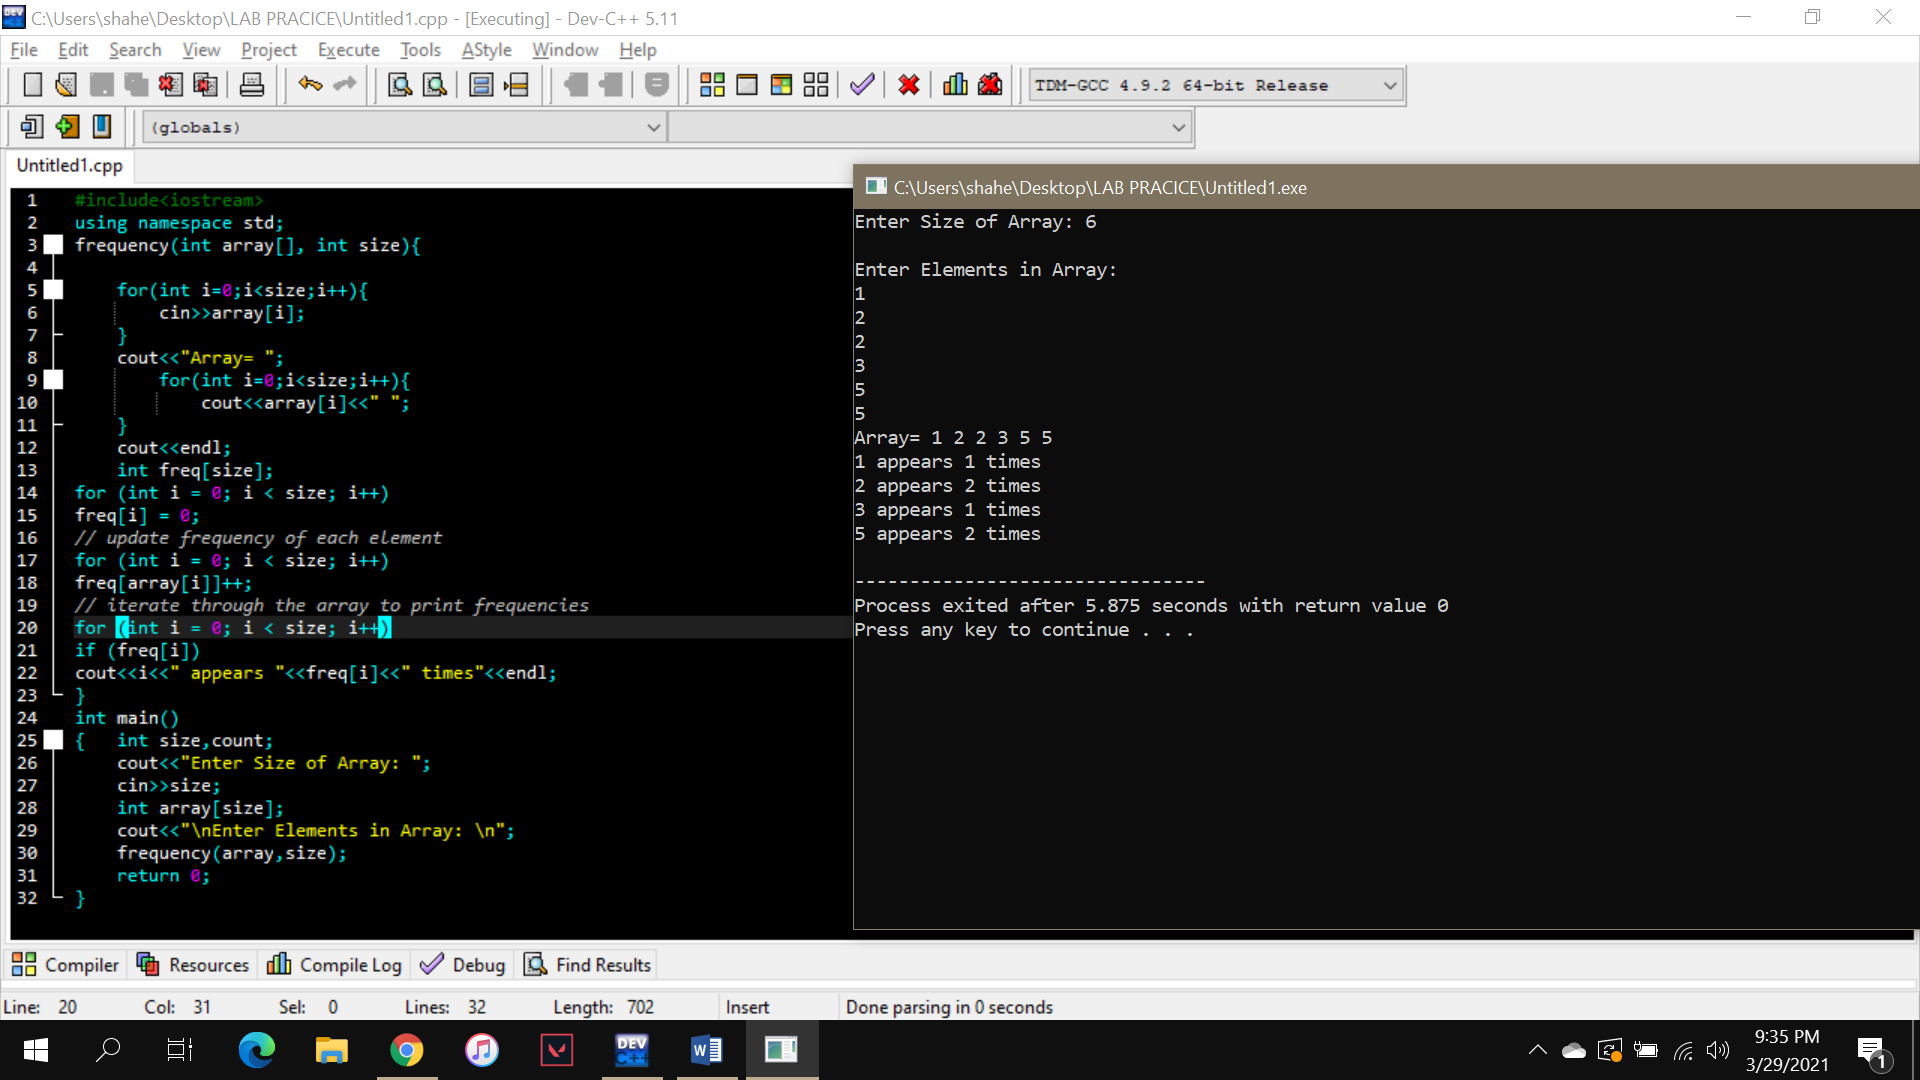 C:\Users\shahe\Desktop\LAB PRACICE\Untitled1.cpp - [Executing] - Dev-C++ 5.11
File Edit Search View Project Execute Tools AStyle Window Help
TDM-GCC 4.9.2 64-bit Release
(globals)
Untitled1.cpp
1 #include<iostream>
2 using namespace std;
3 frequency(int array[], int size){
4
5 for(int i=0;i<size;i++){
6 cin>>array[i];
7 }
8 cout<<"Array= ";
9 for(int i=0;i<size;i++){
10 cout<<array[i]<<" ";
11 }
12 cout<<endl;
13 int freq[size];
14 for (int i = 0; i < size; i++)
15 freq[i] = 0;
16 // update frequency of each element
17 for (int i = 0; i < size; i++)
18 freq[array[i]]++;
19 // iterate through the array to print frequencies
20 for (int i = 0; i < size; i++)
21 if (freq[i])
22 cout<<i<<" appears "<<freq[i]<<" times"<<endl;
23 }
24 int main()
25 { int size,count;
26 cout<<"Enter Size of Array: ";
27 cin>>size;
28 int array[size];
29 cout<<"\nEnter Elements in Array: \n";
30 frequency(array,size);
31 return 0;
32 }
C:\Users\shahe\Desktop\LAB PRACICE\Untitled1.exe
Enter Size of Array: 6
Enter Elements in Array:
1
2
2
3
5
5
Array= 1 2 2 3 5 5
1 appears 1 times
2 appears 2 times
3 appears 1 times
5 appears 2 times
--------------------------------
Process exited after 5.875 seconds with return value 0
Press any key to continue . . .
Compiler Resources Compile Log Debug Find Results
Line: 20 Col: 31 Sel: 0 Lines: 32 Length: 702 Insert Done parsing in 0 seconds
DEV C++
W
9:35 PM
3/29/2021
1